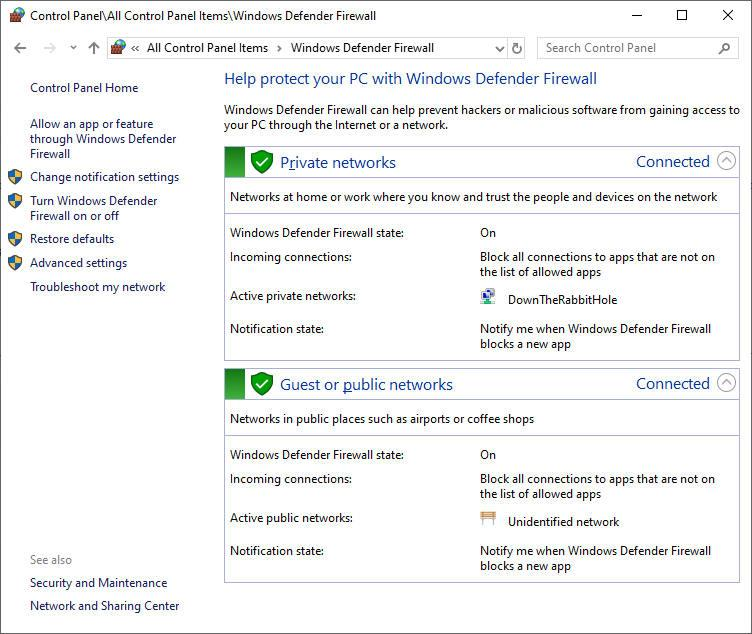 Control Panel\All Control Panel Items\Windows Defender Firewall
« All Control Panel Items › Windows Defender Firewall
Search Control Panel
Control Panel Home
Allow an app or feature
through Windows Defender
Firewall
Change notification settings
Turn Windows Defender
Firewall on or off
Restore defaults
Advanced settings
Troubleshoot my network
See also
Security and Maintenance
Network and Sharing Center
Help protect your PC with Windows Defender Firewall
Windows Defender Firewall can help prevent hackers or malicious software from gaining access to
your PC through the Internet or a network.
Private networks Connected
Networks at home or work where you know and trust the people and devices on the network
Windows Defender Firewall state: On
Incoming connections: Block all connections to apps that are not on
the list of allowed apps
Active private networks: DownTheRabbitHole
Notification state: Notify me when Windows Defender Firewall
blocks a new app
Guest or public networks Connected
Networks in public places such as airports or coffee shops
Windows Defender Firewall state: On
Incoming connections: Block all connections to apps that are not on
the list of allowed apps
Active public networks: Unidentified network
Notification state: Notify me when Windows Defender Firewall
blocks a new app